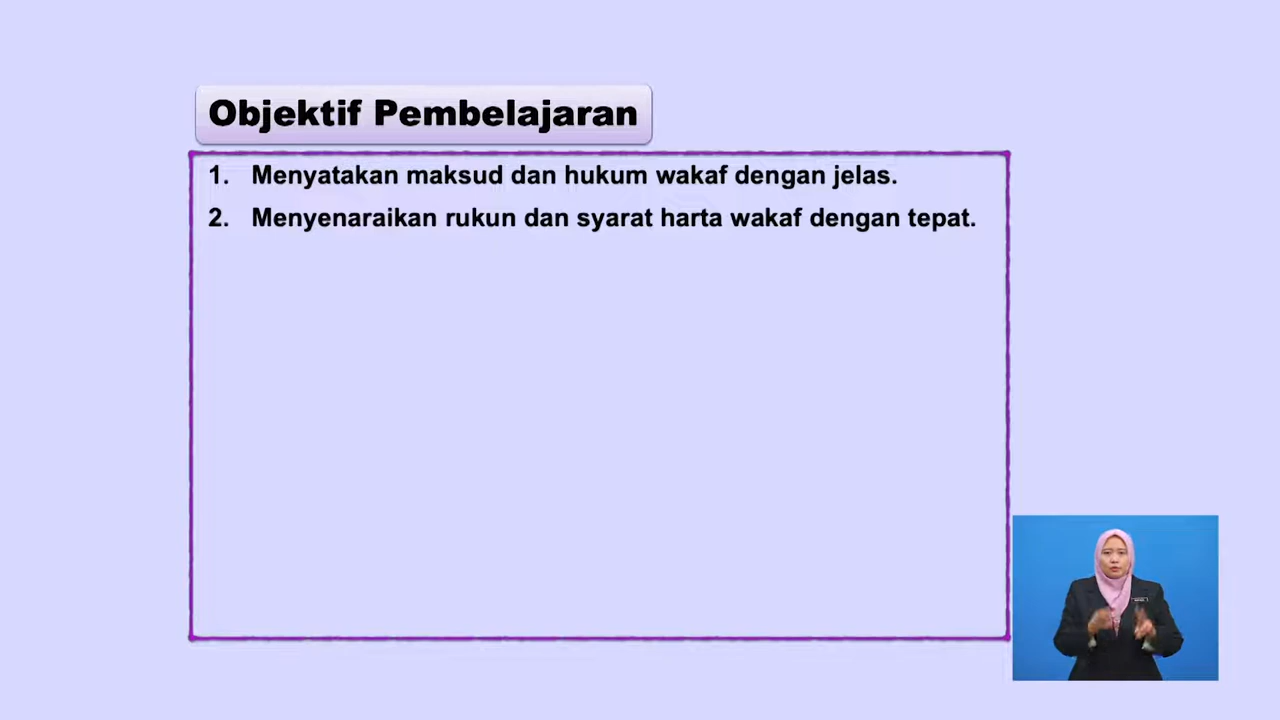 Objektif Pembelajaran
1. Menyatakan maksud dan hukum wakaf dengan jelas.
2. Menyenaraikan rukun dan syarat harta wakaf dengan tepat.